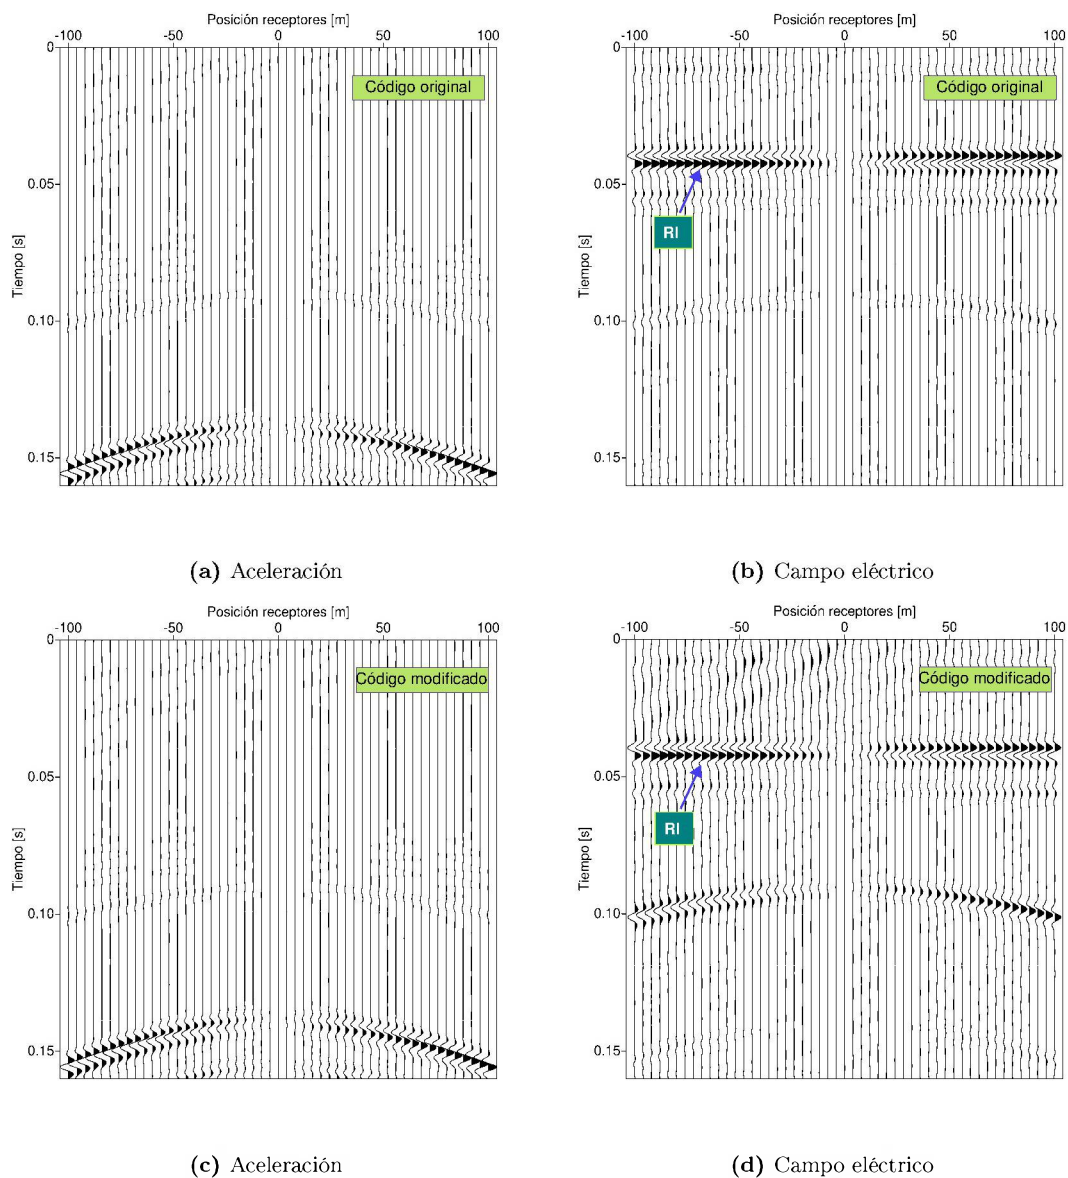 Posición receptores [m]
-100 -50 0 50 100
0
Código original
0.05
Tiempo [s]
0.10
0.15
(a) Aceleración
Posición receptores [m]
-100 -50 0 50 100
0
Código original
0.05
RI
Tiempo [s]
0.10
0.15
(b) Campo eléctrico
Posición receptores [m]
-100 -50 0 50 100
0
Código modificado
0.05
Tiempo [s]
0.10
0.15
(c) Aceleración
Posición receptores [m]
-100 -50 0 50 100
0
Código modificado
0.05
RI
Tiempo [s]
0.10
0.15
(d) Campo eléctrico